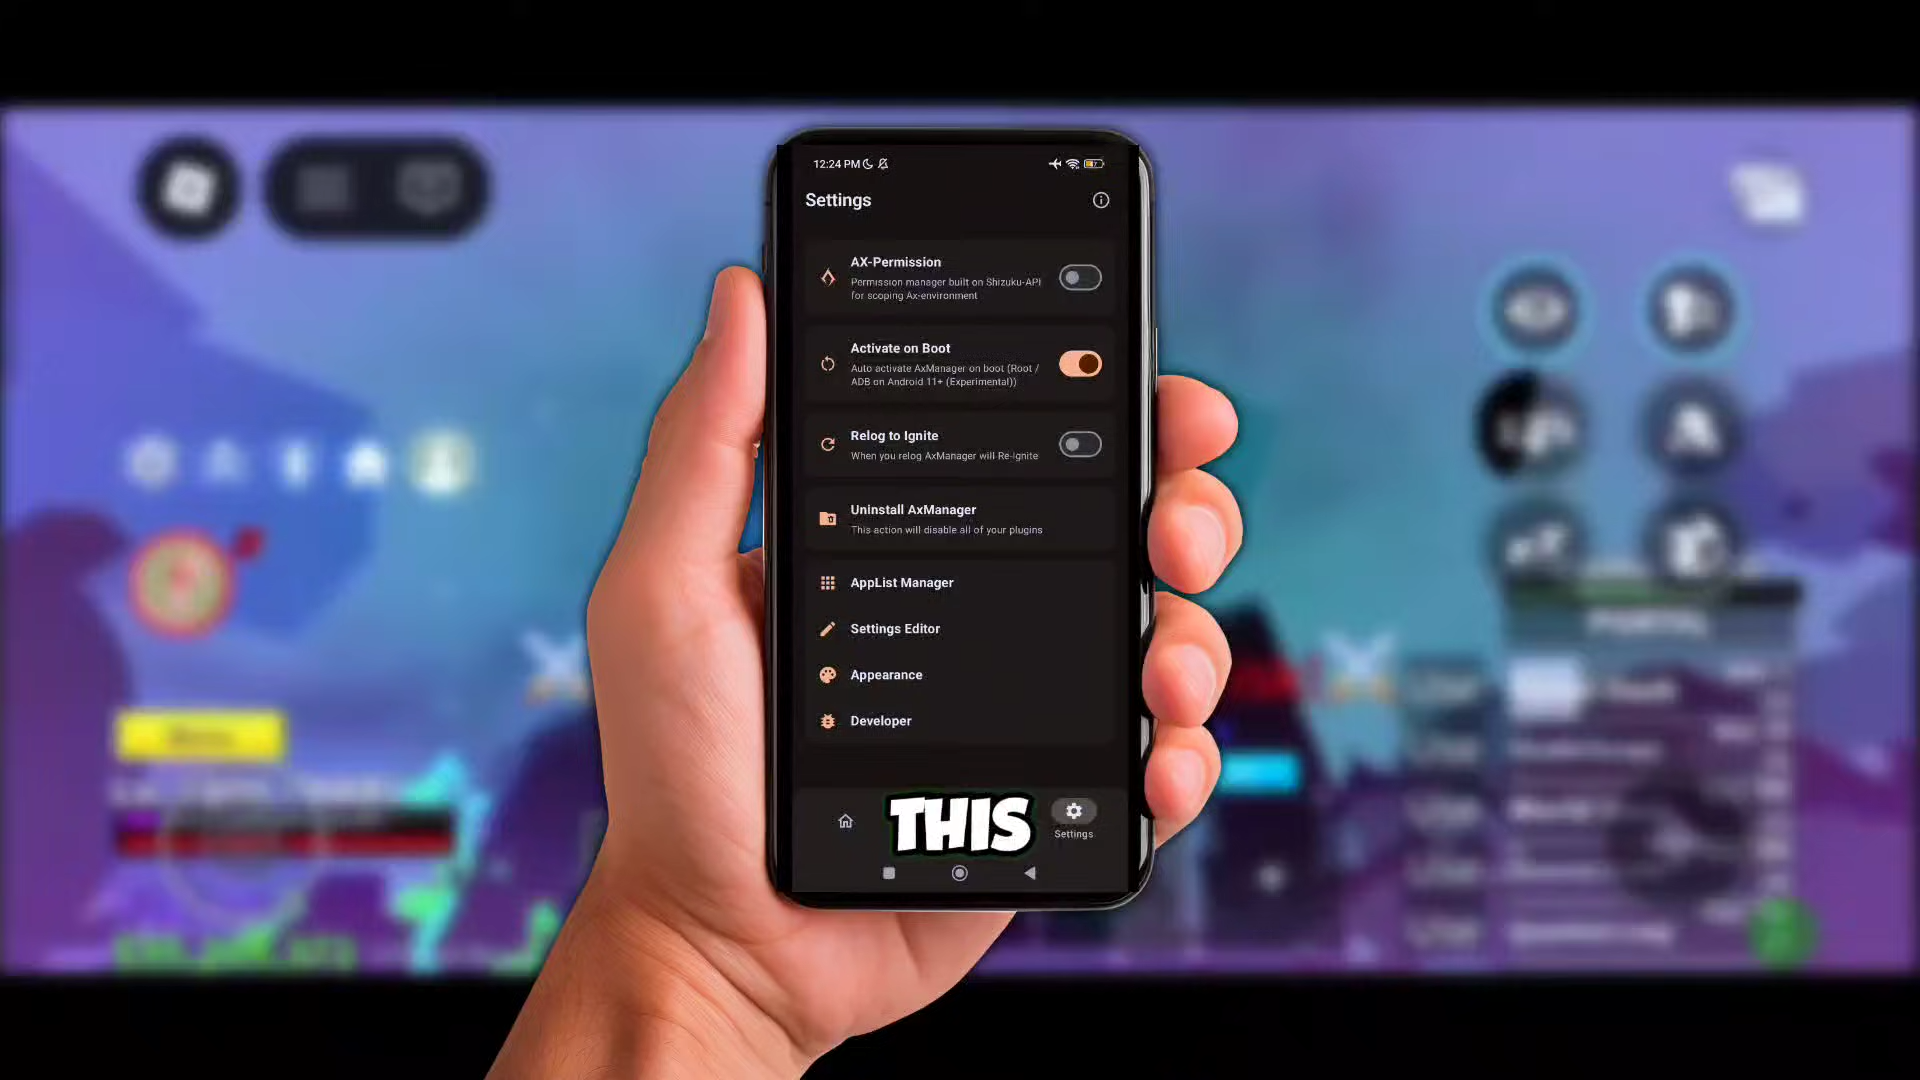 12:24 PM
Settings
AX-Permission
Permission manager built on Shizuku-API
for scoping Ax-environment
Activate on Boot
Auto activate AxManager on boot (Root /
ADB on Android 11+ (Experimental))
Relog to Ignite
When you relog AxManager will Re-ignite
Uninstall AxManager
This action will disable all of your plugins
AppList Manager
Settings Editor
Appearance
Developer
THIS
Settings